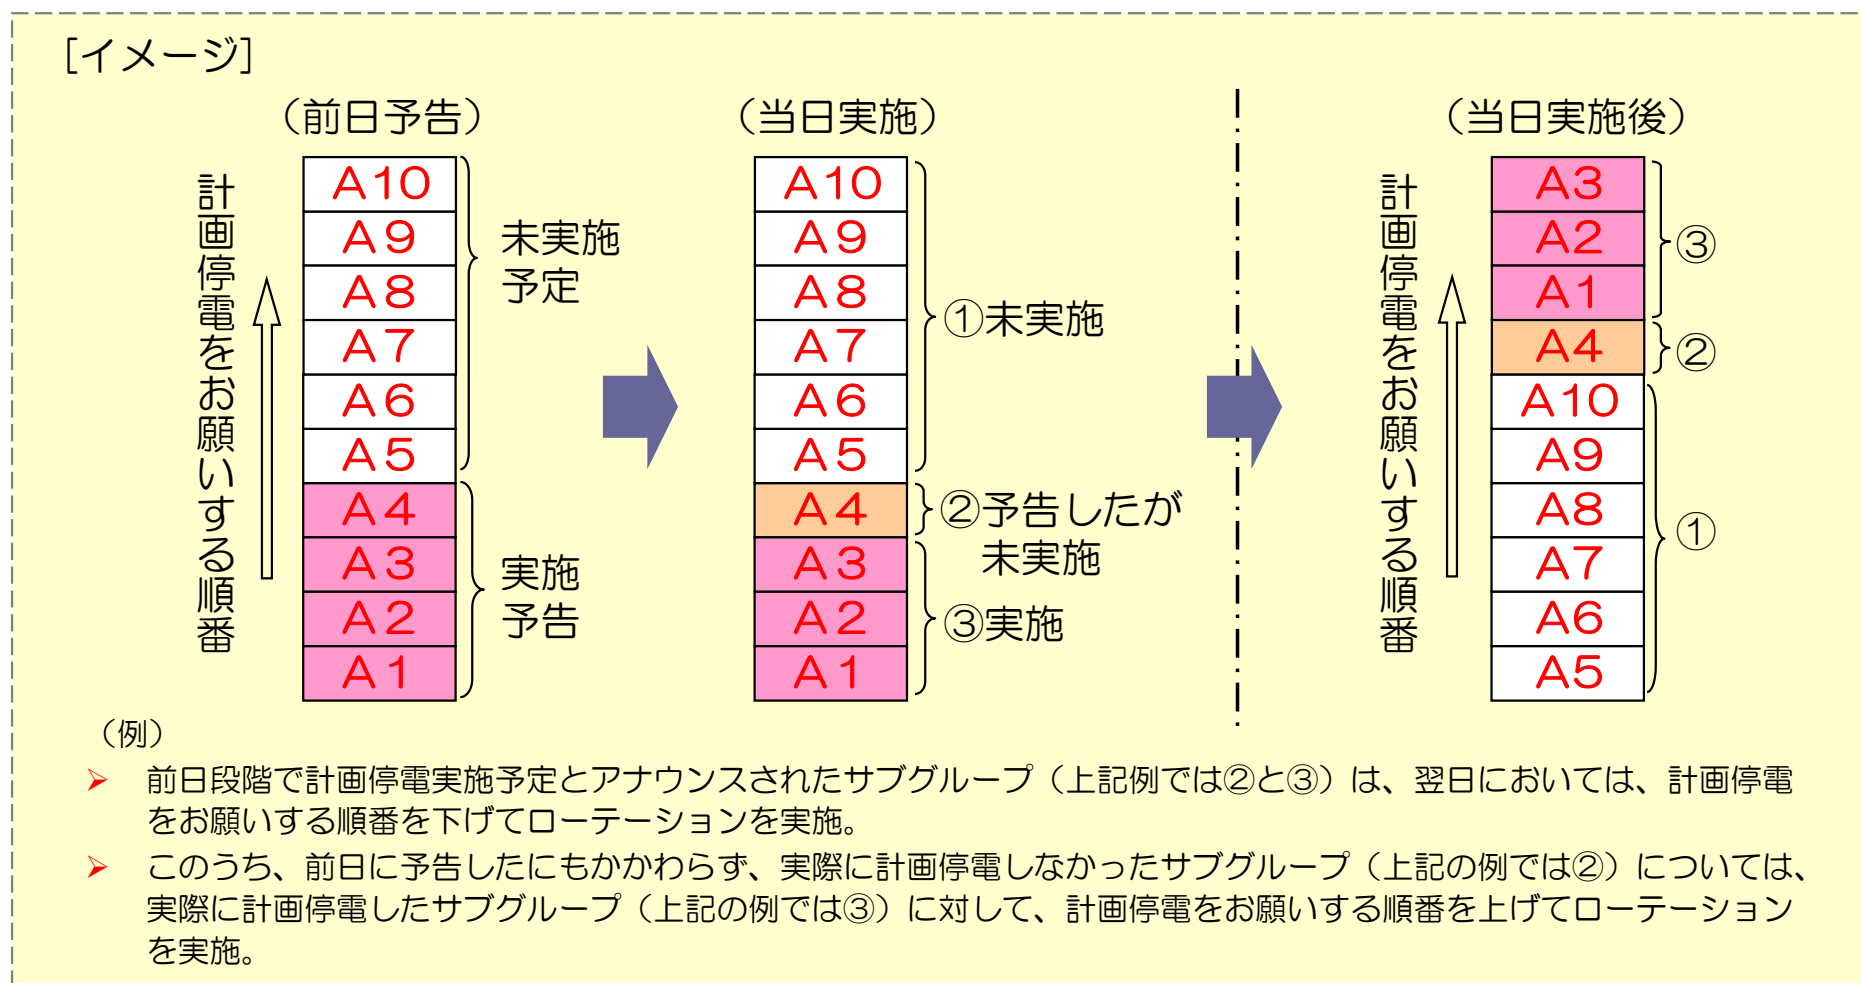 [イメージ]
（前日予告）
計画停電をお願いする順番
A10
A9
A8
A7
A6
A5
A4
A3
A2
A1
未実施
予定
実施
予告
（当日実施）
A10
A9
A8
A7
A6
A5
A4
A3
A2
A1
①未実施
②予告したが
未実施
③実施
（当日実施後）
計画停電をお願いする順番
A3
A2
A1
A4
A10
A9
A8
A7
A6
A5
③
②
①
（例）
➢ 前日段階で計画停電実施予定とアナウンスされたサブグループ（上記例では②と③）は、翌日においては、計画停電
をお願いする順番を下げてローテーションを実施。
➢ このうち、前日に予告したにもかかわらず、実際に計画停電しなかったサブグループ（上記の例では②）については、
実際に計画停電したサブグループ（上記の例では③）に対して、計画停電をお願いする順番を上げてローテーション
を実施。